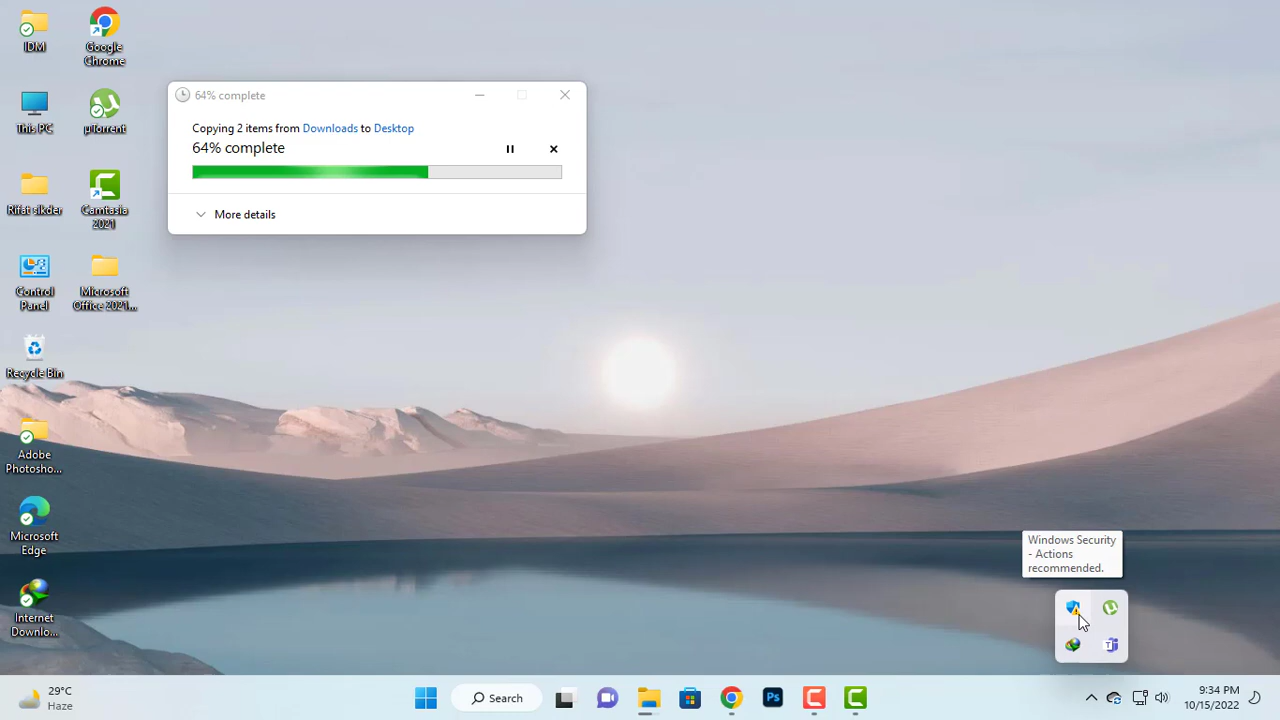 IDM
Google
Chrome
This PC
µTorrent
Rifat sikder
Camtasia
2021
Control
Panel
Microsoft
Office 2021...
Recycle Bin
Adobe
Photosho...
Microsoft
Edge
Internet
Downlo...
64% complete
Copying 2 items from Downloads to Desktop
64% complete
More details
Windows Security
- Actions
recommended.
29°C
Haze
Search
Ps
9:34 PM
10/15/2022